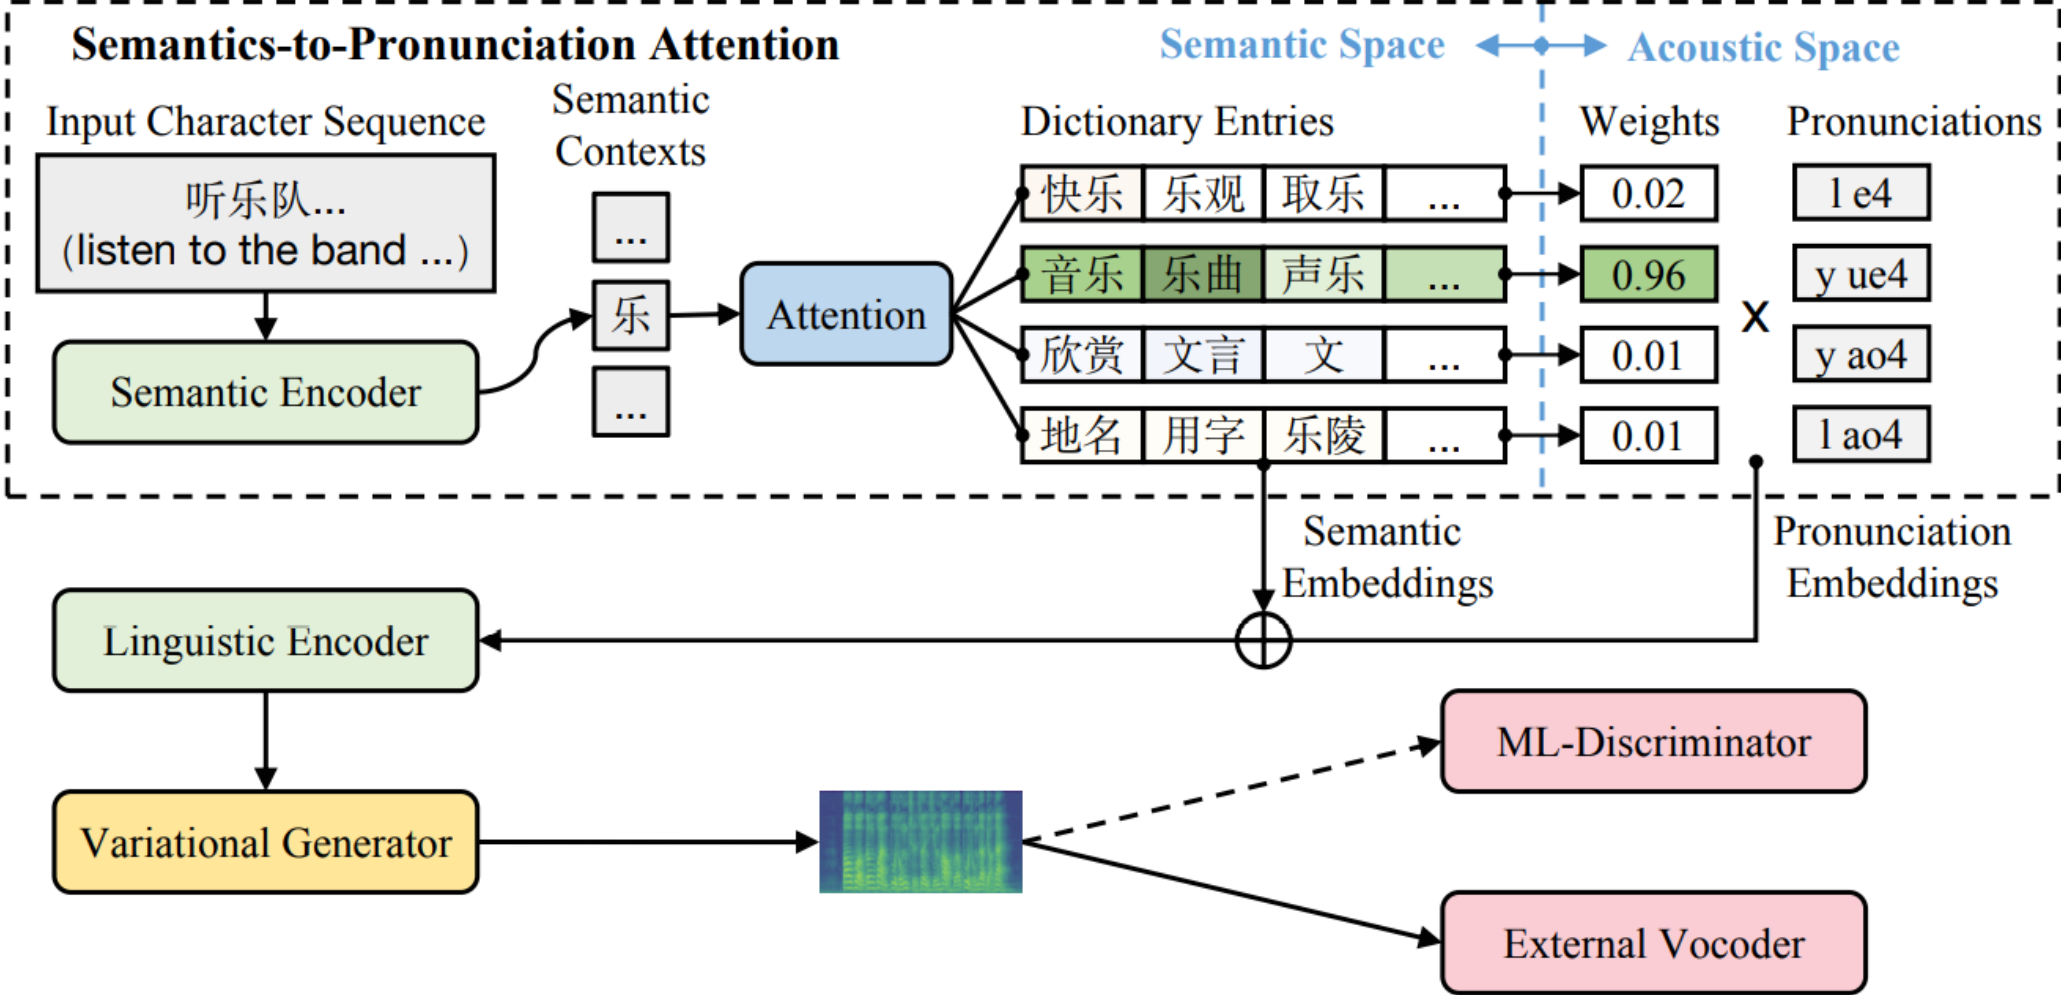 Semantics-to-Pronunciation Attention
Semantic Space
Acoustic Space
Input Character Sequence
Semantic
Contexts
Dictionary Entries
Weights
Pronunciations
听乐队...
(listen to the band ...)
Semantic Encoder
...
乐
...
Attention
快乐 乐观 取乐 ...
0.02
l e4
音乐 乐曲 声乐 ...
0.96
y ue4
欣赏 文言 文 ...
0.01
y ao4
地名 用字 乐陵 ...
0.01
l ao4
x
Semantic
Embeddings
Pronunciation
Embeddings
Linguistic Encoder
Variational Generator
ML-Discriminator
External Vocoder